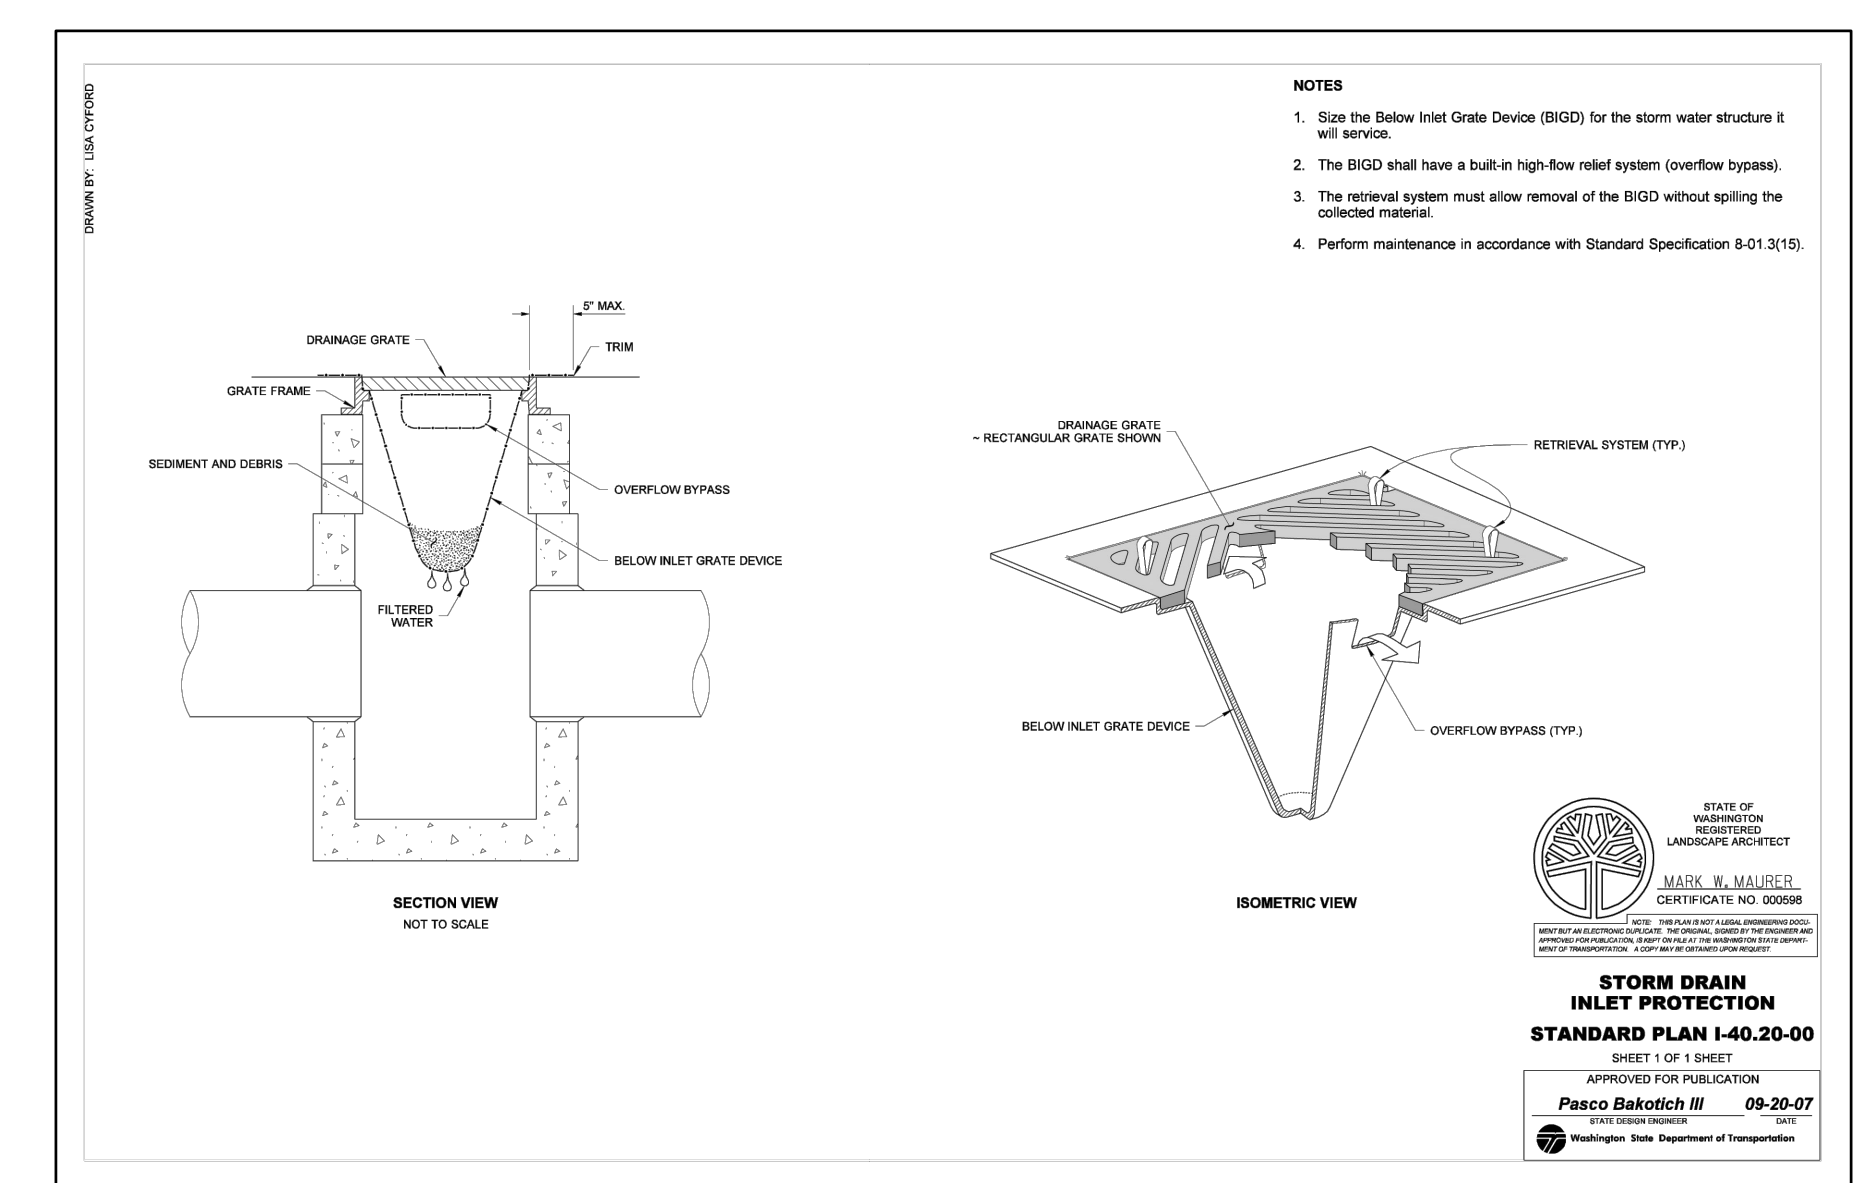 DRAWN BY: LISA CYFORD
NOTES
1. Size the Below Inlet Grate Device (BIGD) for the storm water structure it
will service.
2. The BIGD shall have a built-in high-flow relief system (overflow bypass).
3. The retrieval system must allow removal of the BIGD without spilling the
collected material.
4. Perform maintenance in accordance with Standard Specification 8-01.3(15).
5" MAX.
DRAINAGE GRATE
TRIM
GRATE FRAME
SEDIMENT AND DEBRIS
OVERFLOW BYPASS
BELOW INLET GRATE DEVICE
FILTERED
WATER
SECTION VIEW
NOT TO SCALE
DRAINAGE GRATE
~ RECTANGULAR GRATE SHOWN
RETRIEVAL SYSTEM (TYP.)
BELOW INLET GRATE DEVICE
OVERFLOW BYPASS (TYP.)
ISOMETRIC VIEW
STATE OF
WASHINGTON
REGISTERED
LANDSCAPE ARCHITECT
MARK W. MAURER
CERTIFICATE NO. 000598
NOTE: THIS PLAN IS NOT A LEGAL ENGINEERING DOCU-
MENT BUT AN ELECTRONIC DUPLICATE. THE ORIGINAL, SIGNED BY THE ENGINEER AND
APPROVED FOR PUBLICATION, IS KEPT ON FILE AT THE WASHINGTON STATE DEPART-
MENT OF TRANSPORTATION. A COPY MAY BE OBTAINED UPON REQUEST.
STORM DRAIN
INLET PROTECTION
STANDARD PLAN I-40.20-00
SHEET 1 OF 1 SHEET
APPROVED FOR PUBLICATION
Pasco Bakotich III 09-20-07
STATE DESIGN ENGINEER DATE
Washington State Department of Transportation